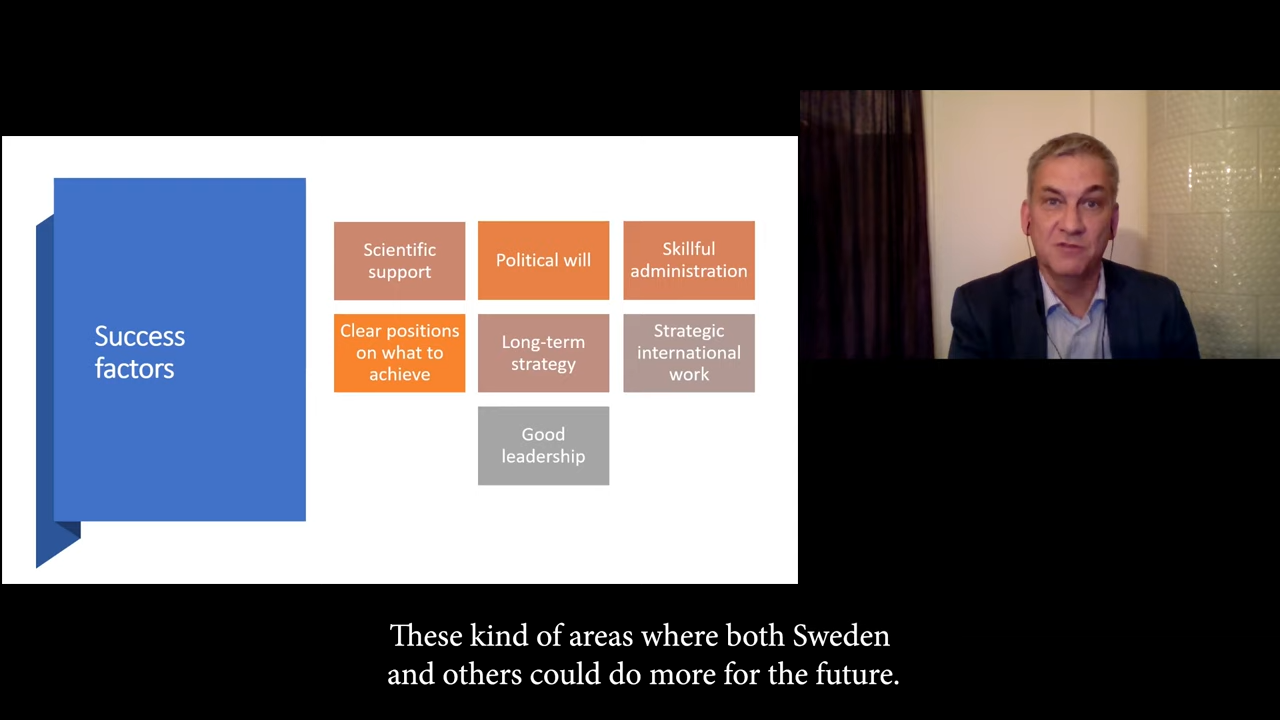 Success
factors
Scientific
support
Political will
Skillful
administration
Clear positions
on what to
achieve
Long-term
strategy
Strategic
international
work
Good
leadership
These kind of areas where both Sweden
and others could do more for the future.